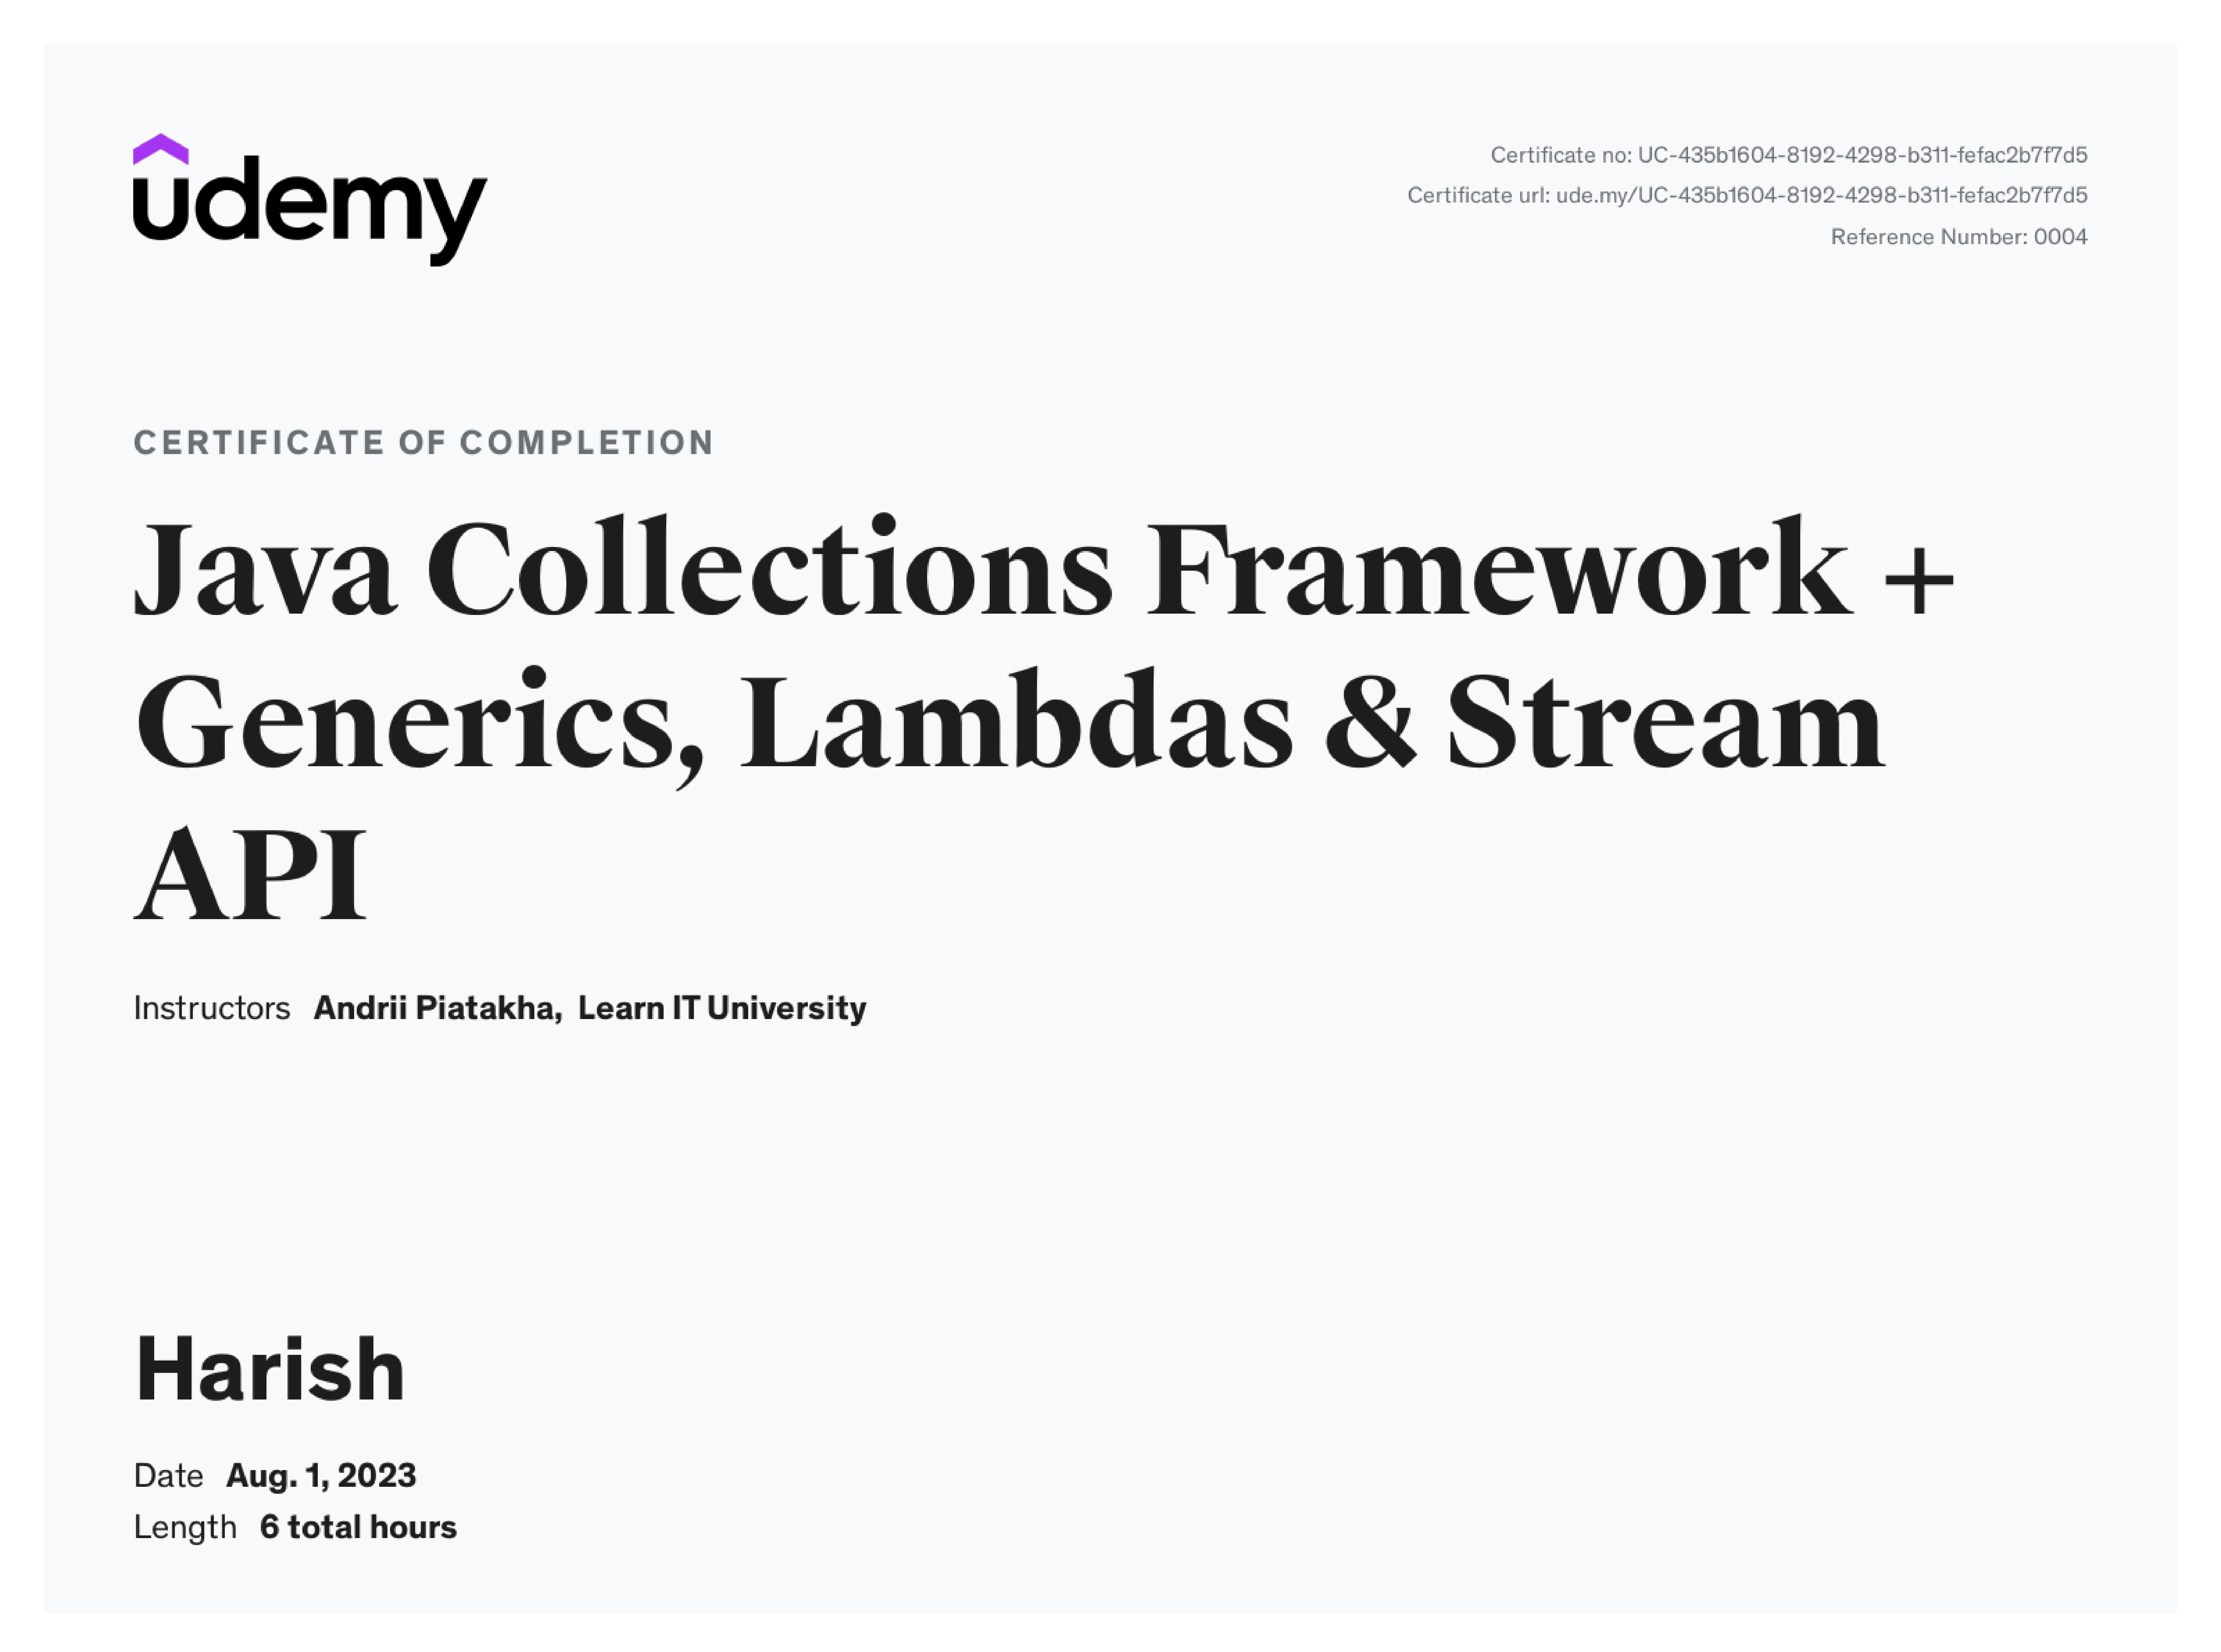 udemy
Certificate no: UC-435b1604-8192-4298-b311-fefac2b7f7d5
Certificate url: ude.my/UC-435b1604-8192-4298-b311-fefac2b7f7d5
Reference Number: 0004
CERTIFICATE OF COMPLETION
Java Collections Framework +
Generics, Lambdas & Stream
API
Instructors Andrii Piatakha, Learn IT University
Harish
Date Aug. 1, 2023
Length 6 total hours